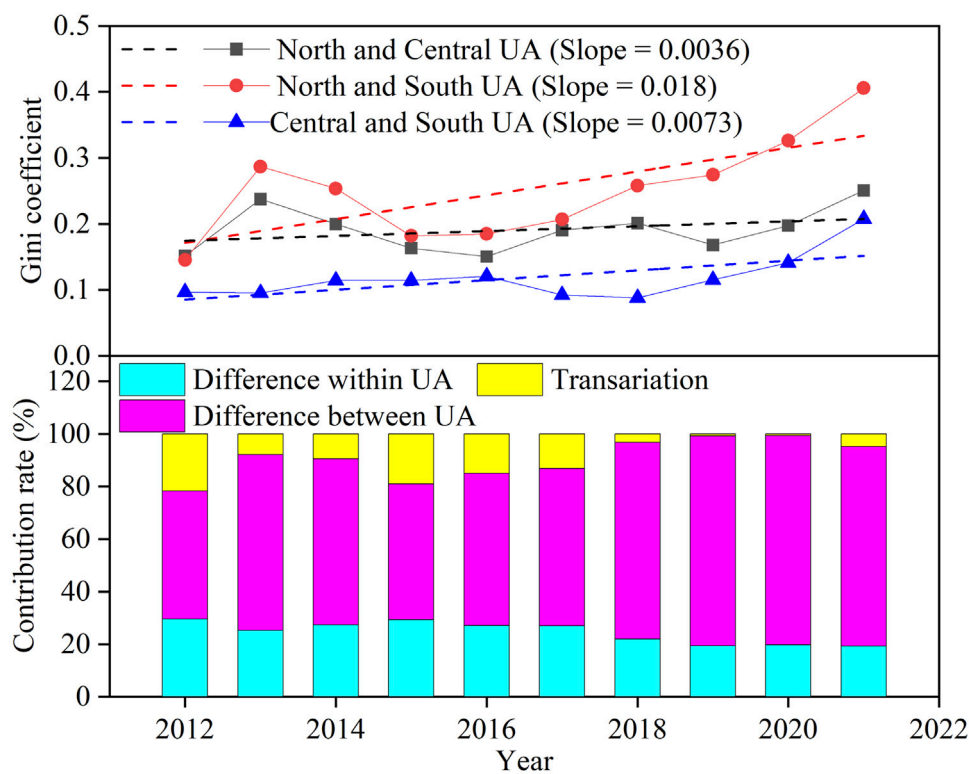 0.5
0.4
0.3
0.2
0.1
0.0
Gini coefficient
North and Central UA (Slope = 0.0036)
North and South UA (Slope = 0.018)
Central and South UA (Slope = 0.0073)
120
100
80
60
40
20
0
Contribution rate (%)
Difference within UA
Transariation
Difference between UA
2012
2014
2016
2018
2020
2022
Year